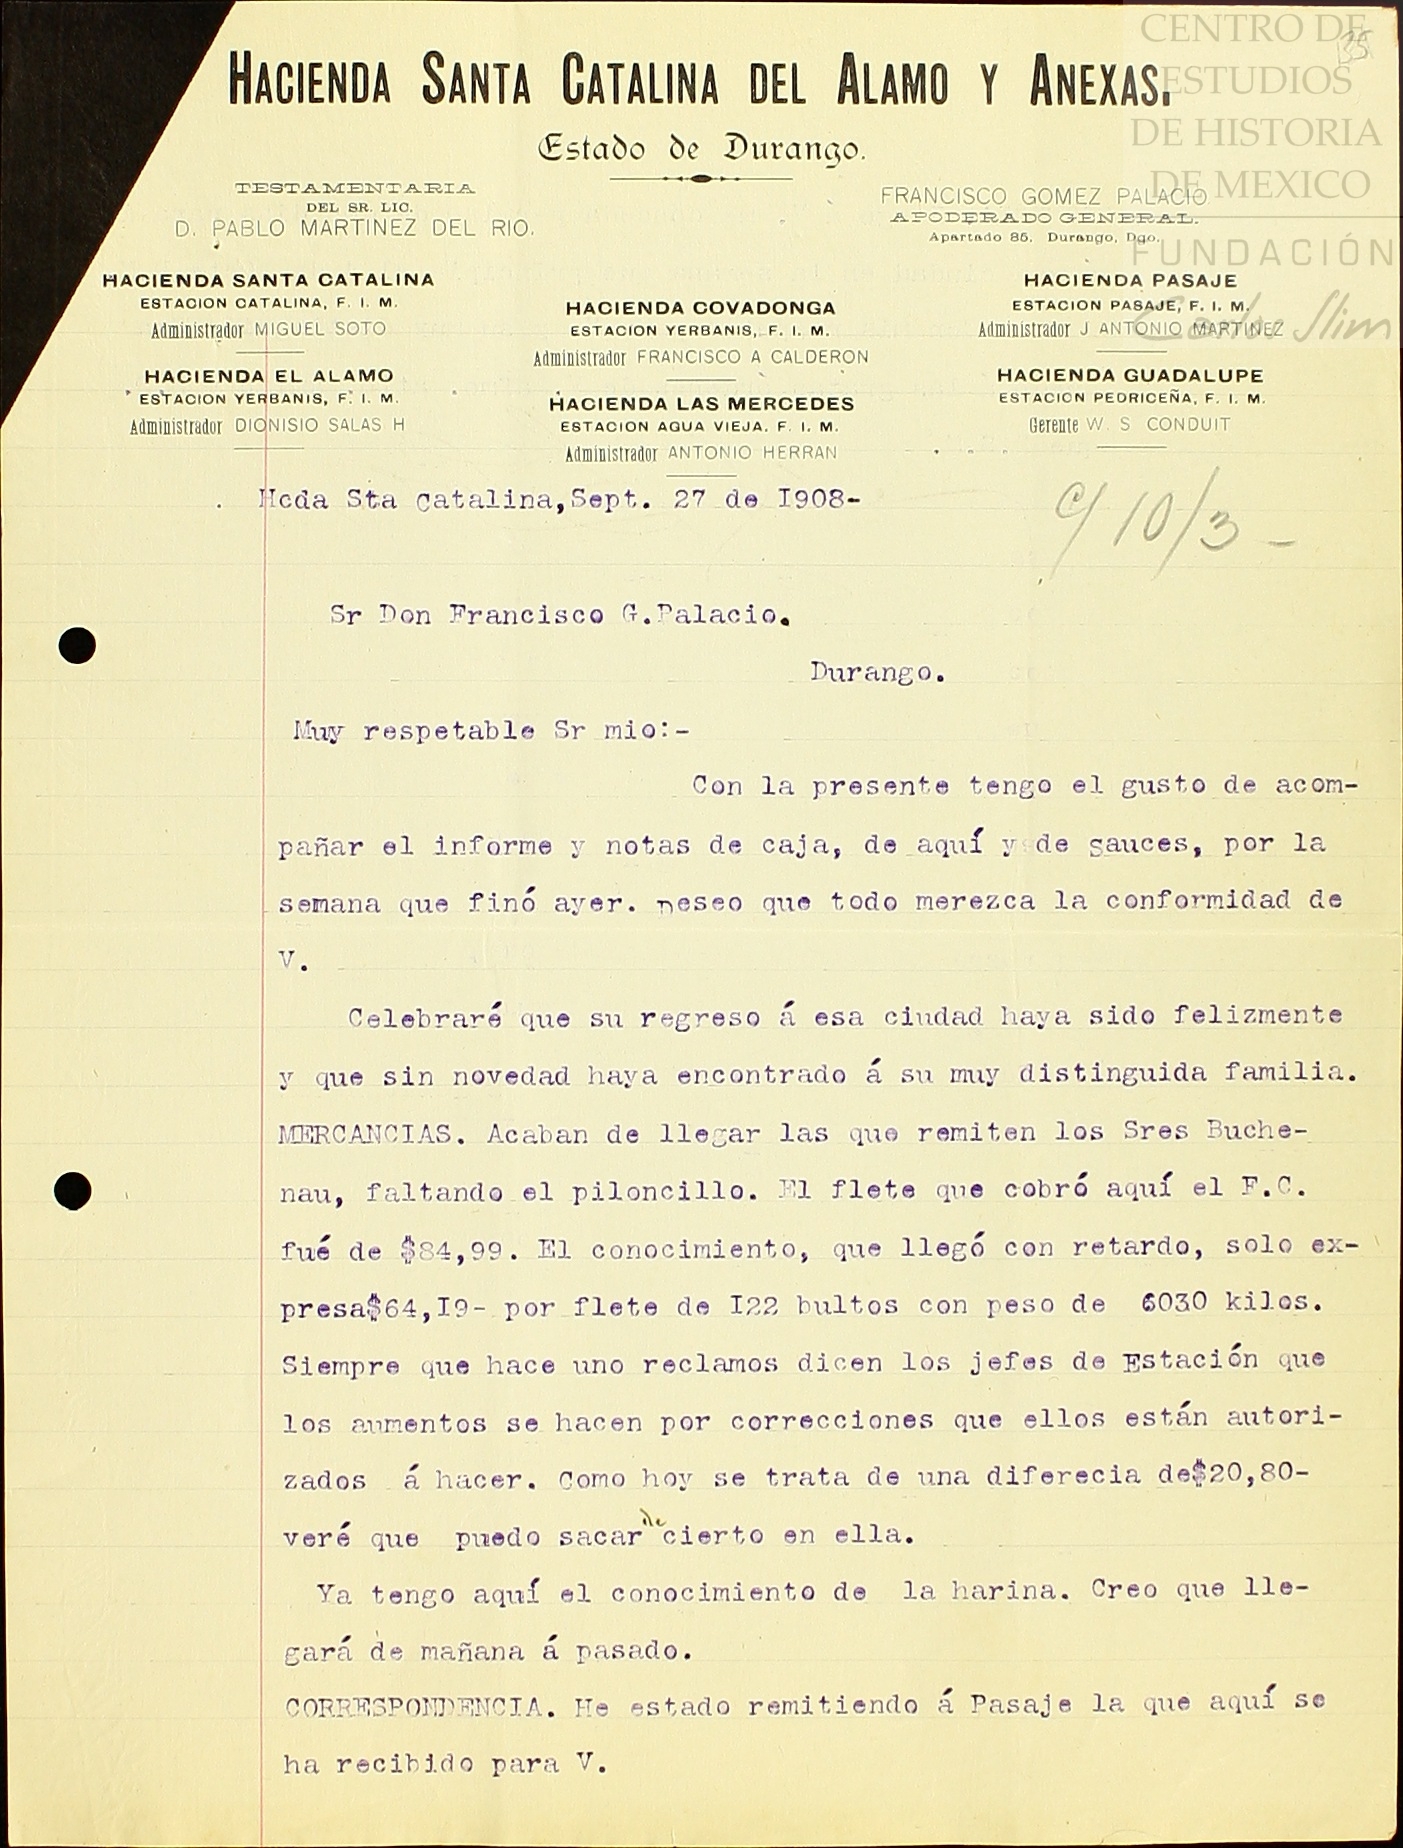 CENTRO DE
ESTUDIOS
DE HISTORIA
DE MEXICO
FUNDACIÓN
Carlos Slim
HACIENDA SANTA CATALINA DEL ALAMO Y ANEXAS.
Estado de Durango.
TESTAMENTARIA
DEL SR. LIC.
D. PABLO MARTINEZ DEL RIO.
FRANCISCO GOMEZ PALACIO
APODERADO GENERAL.
Apartado 85. Durango, Dgo.
HACIENDA SANTA CATALINA
ESTACION CATALINA, F. I. M.
Administrador MIGUEL SOTO
HACIENDA EL ALAMO
ESTACION YERBANIS, F. I. M.
Administrador DIONISIO SALAS H
HACIENDA COVADONGA
ESTACION YERBANIS, F. I. M.
Administrador FRANCISCO A CALDERON
HACIENDA LAS MERCEDES
ESTACION AGUA VIEJA. F. I. M.
Administrador ANTONIO HERRAN
HACIENDA PASAJE
ESTACION PASAJE, F. I. M.
Administrador J ANTONIO MARTINEZ
HACIENDA GUADALUPE
ESTACION PEDRICEÑA, F. I. M.
Gerente W. S CONDUIT
Hcda Sta Catalina,Sept. 27 de I908-
C/ 10/3 -
Sr Don Francisco G.Palacio.
Durango.
Muy respetable Sr mio:-
Con la presente tengo el gusto de acom-
pañar el informe y notas de caja, de aquí y de sauces, por la
semana que finó ayer. Deseo que todo merezca la conformidad de
V.
Celebraré que su regreso á esa ciudad haya sido felizmente
y que sin novedad haya encontrado á su muy distinguida familia.
MERCANCIAS. Acaban de llegar las que remiten los Sres Buche-
nau, faltando el piloncillo. El flete que cobró aquí el F.C.
fué de $84,99. El conocimiento, que llegó con retardo, solo ex-
presa$64,I9- por flete de I22 bultos con peso de 6030 kilos.
Siempre que hace uno reclamos dicen los jefes de Estación que
los aumentos se hacen por correcciones que ellos están autori-
zados á hacer. Como hoy se trata de una diferecia de$20,80-
veré que puedo sacar de cierto en ella.
Ya tengo aquí el conocimiento de la harina. Creo que lle-
gará de mañana á pasado.
CORRESPONDENCIA. He estado remitiendo á Pasaje la que aquí se
ha recibido para V.